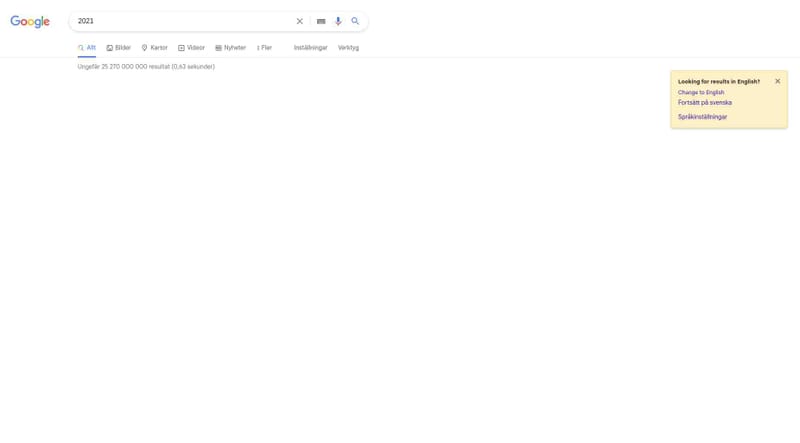 Google
2021
Allt
Bilder
Kartor
Videor
Nyheter
Fler
Inställningar
Verktyg
Ungefär 25 270 000 000 resultat (0,63 sekunder)
Looking for results in English?
Change to English
Fortsätt på svenska
Språkinställningar